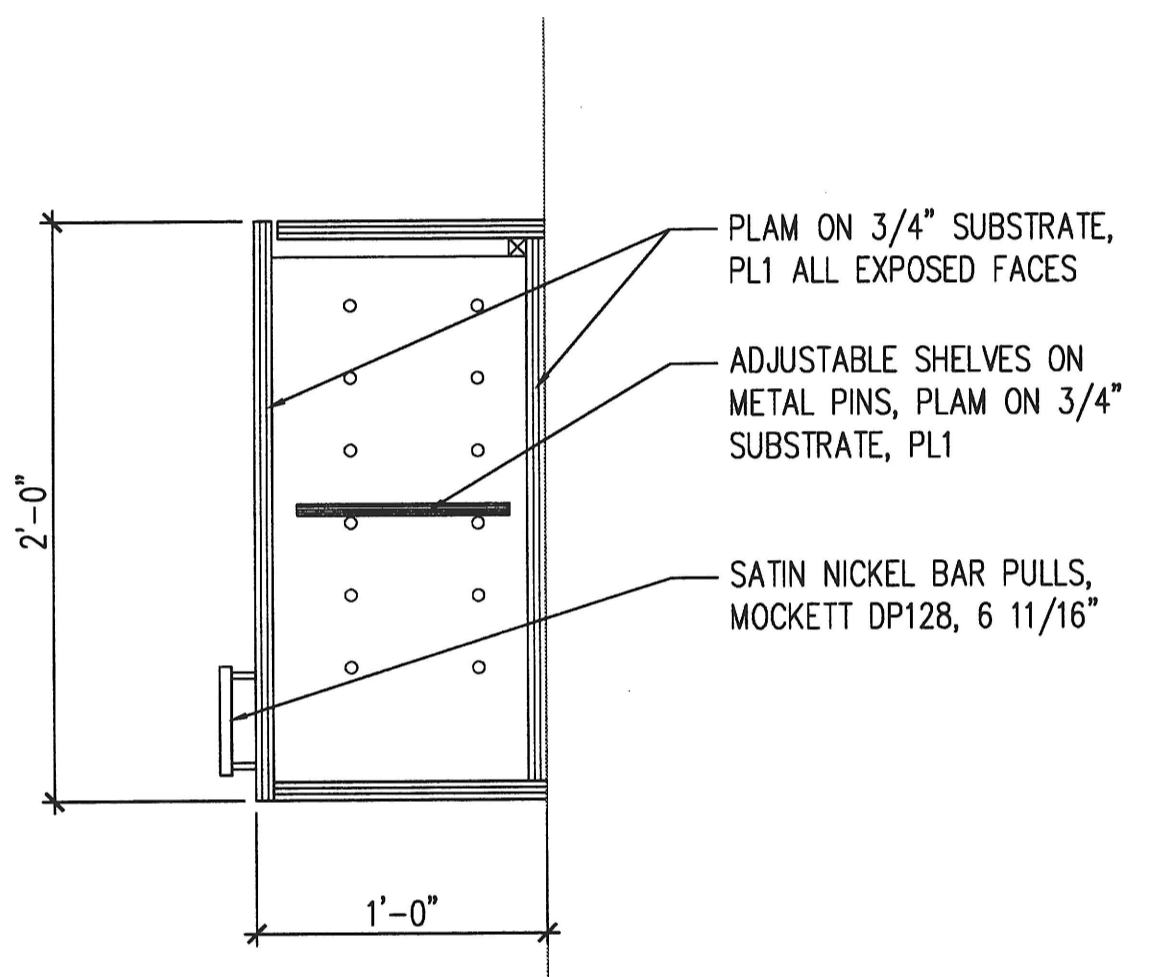 PLAM ON 3/4" SUBSTRATE,
PL1 ALL EXPOSED FACES
ADJUSTABLE SHELVES ON
METAL PINS, PLAM ON 3/4"
SUBSTRATE, PL1
2'-0"
SATIN NICKEL BAR PULLS,
MOCKETT DP128, 6 11/16"
1'-0"